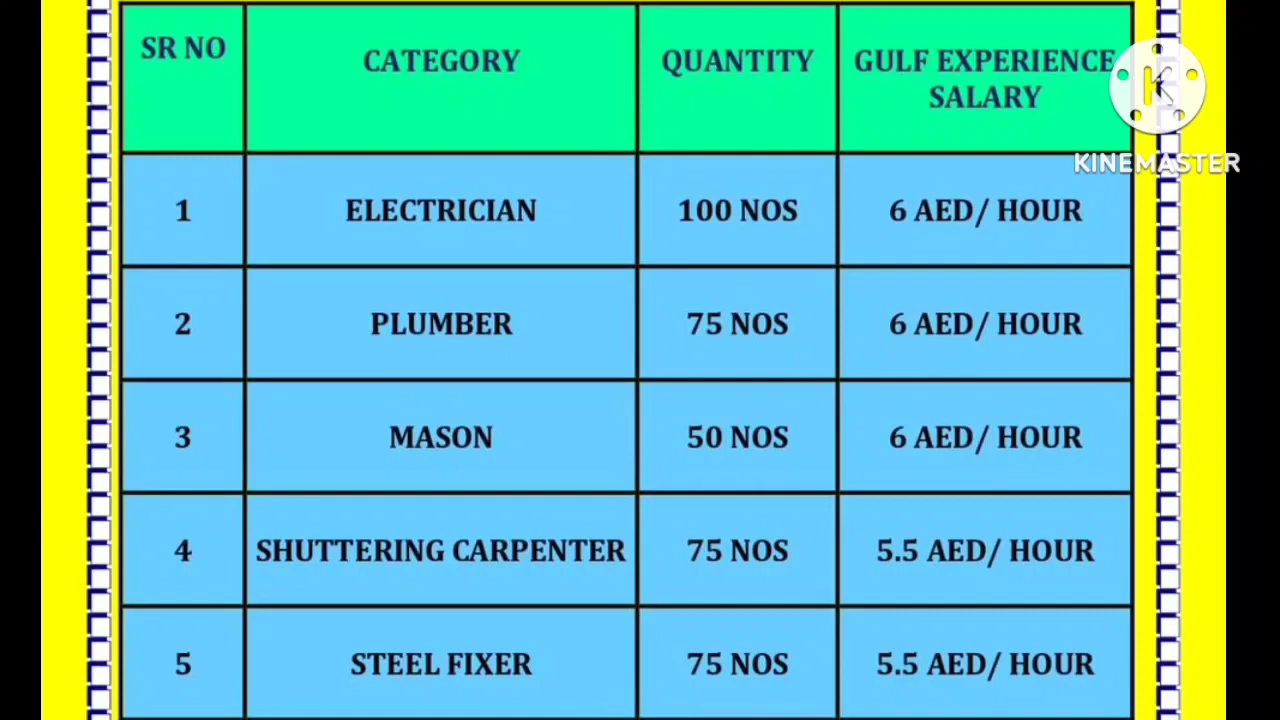 SR NO CATEGORY QUANTITY GULF EXPERIENCE
SALARY
KINEMASTER
1 ELECTRICIAN 100 NOS 6 AED/ HOUR
2 PLUMBER 75 NOS 6 AED/ HOUR
3 MASON 50 NOS 6 AED/ HOUR
4 SHUTTERING CARPENTER 75 NOS 5.5 AED/ HOUR
5 STEEL FIXER 75 NOS 5.5 AED/ HOUR